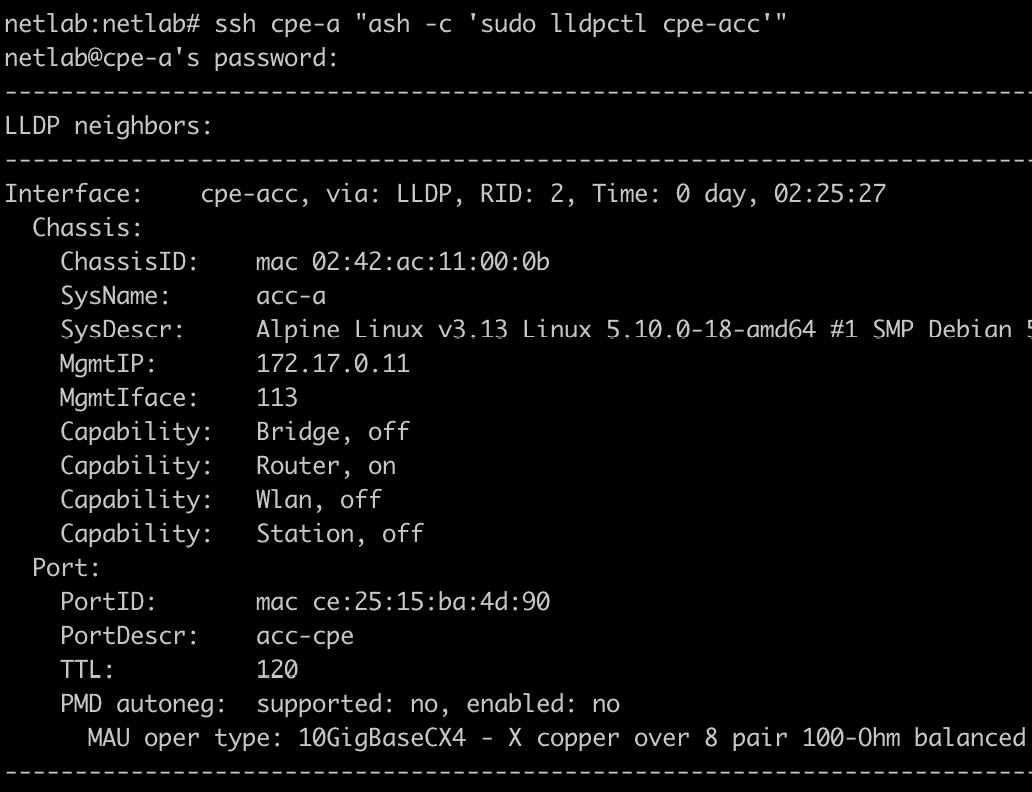 netlab:netlab# ssh cpe-a "ash -c 'sudo lldpctl cpe-acc'"
netlab@cpe-a's password:
-------------------------------------------------------------------------
LLDP neighbors:
-------------------------------------------------------------------------
Interface:    cpe-acc, via: LLDP, RID: 2, Time: 0 day, 02:25:27
  Chassis:
    ChassisID:    mac 02:42:ac:11:00:0b
    SysName:      acc-a
    SysDescr:     Alpine Linux v3.13 Linux 5.10.0-18-amd64 #1 SMP Debian
    MgmtIP:       172.17.0.11
    MgmtIface:    113
    Capability:   Bridge, off
    Capability:   Router, on
    Capability:   Wlan, off
    Capability:   Station, off
  Port:
    PortID:       mac ce:25:15:ba:4d:90
    PortDescr:    acc-cpe
    TTL:          120
    PMD autoneg:  supported: no, enabled: no
      MAU oper type: 10GigBaseCX4 - X copper over 8 pair 100-Ohm balanced
-------------------------------------------------------------------------